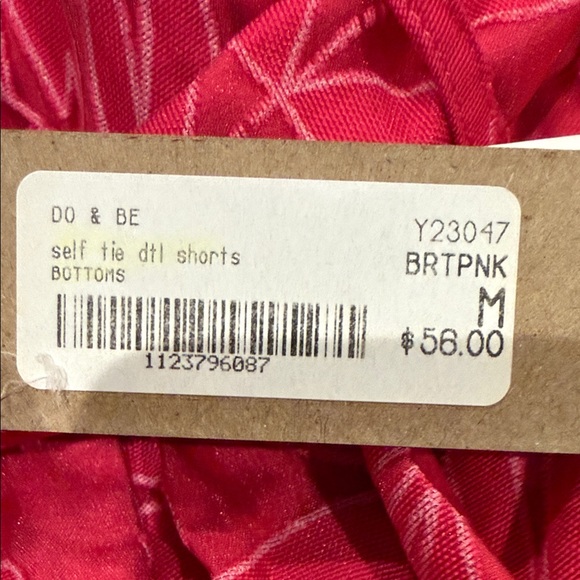 DO & BE
self tie dtl shorts
BOTTOMS
1123796087
Y23047
BRTPNK
M
$56.00